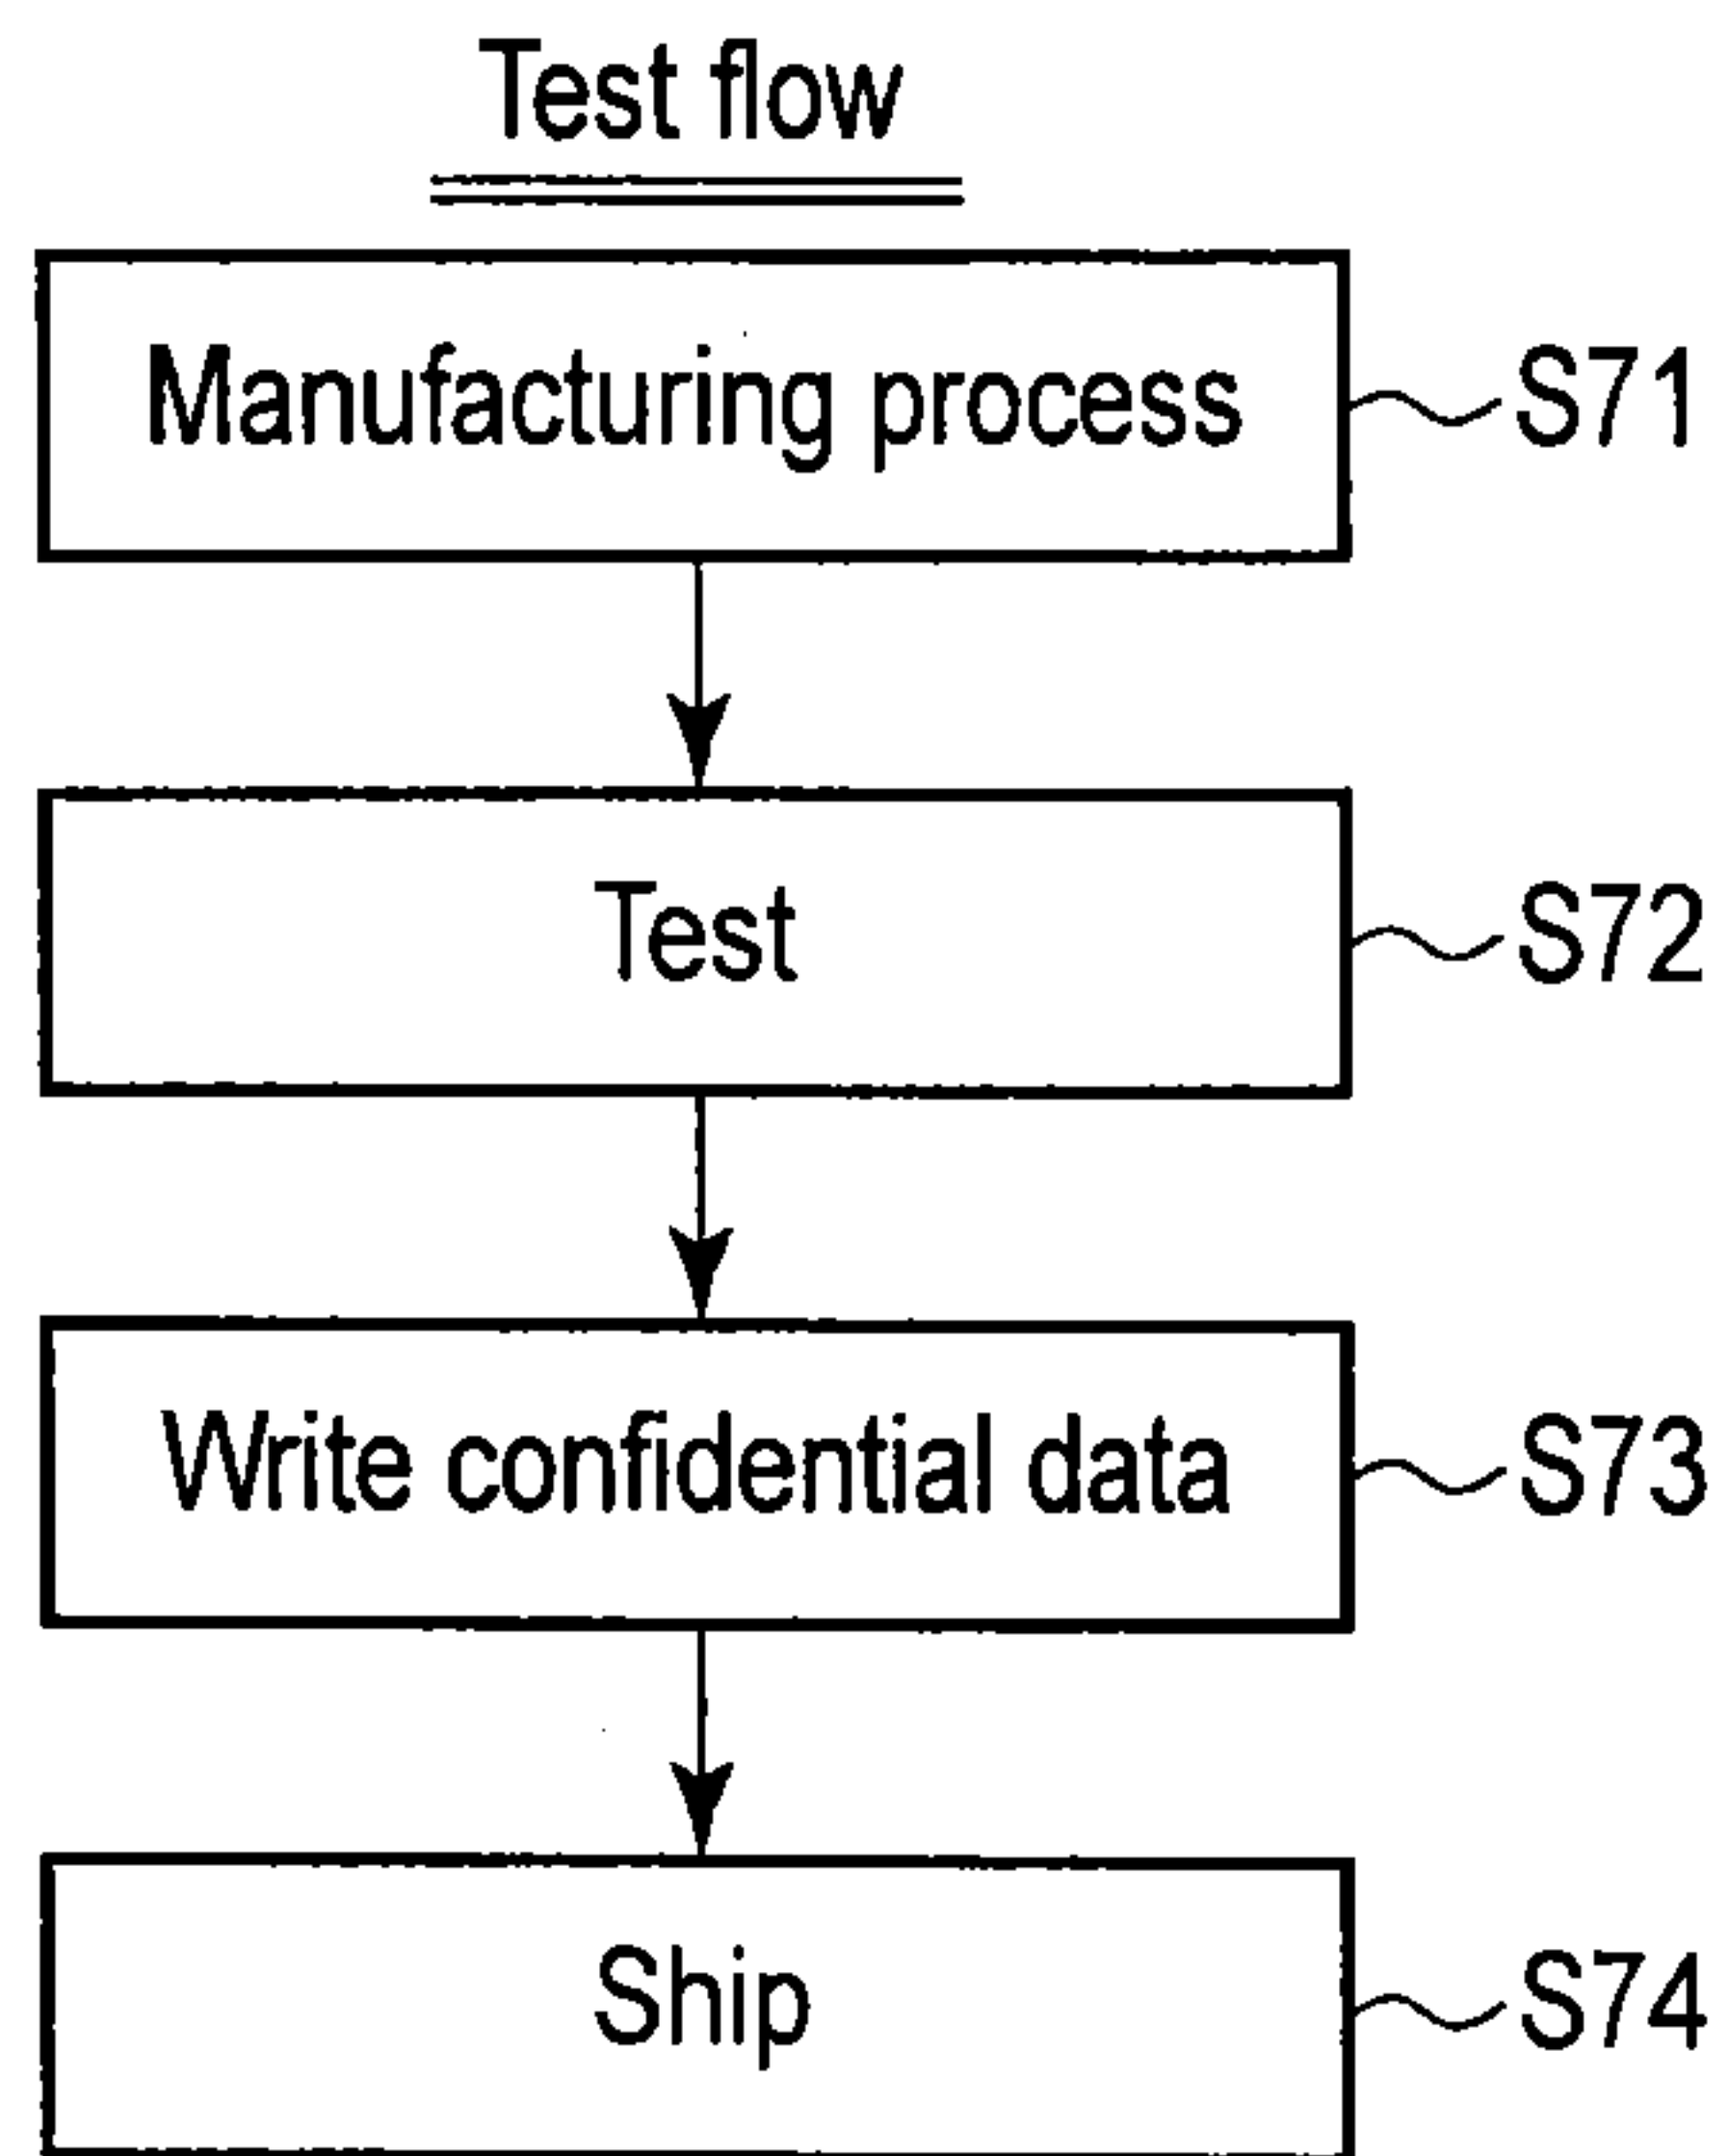 Test flow
Manufacturing process S71
Test S72
Write confidential data S73
Ship S74